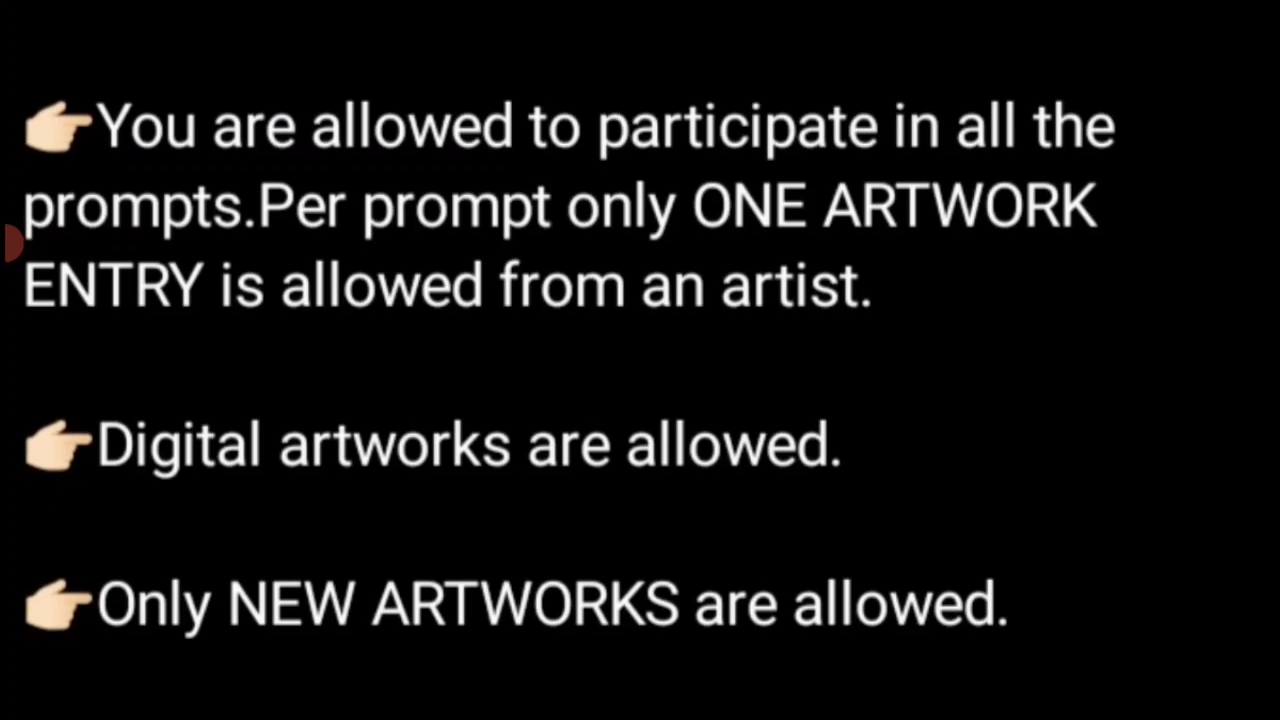 👉🏻You are allowed to participate in all the
prompts.Per prompt only ONE ARTWORK
ENTRY is allowed from an artist.
👉🏻Digital artworks are allowed.
👉🏻Only NEW ARTWORKS are allowed.